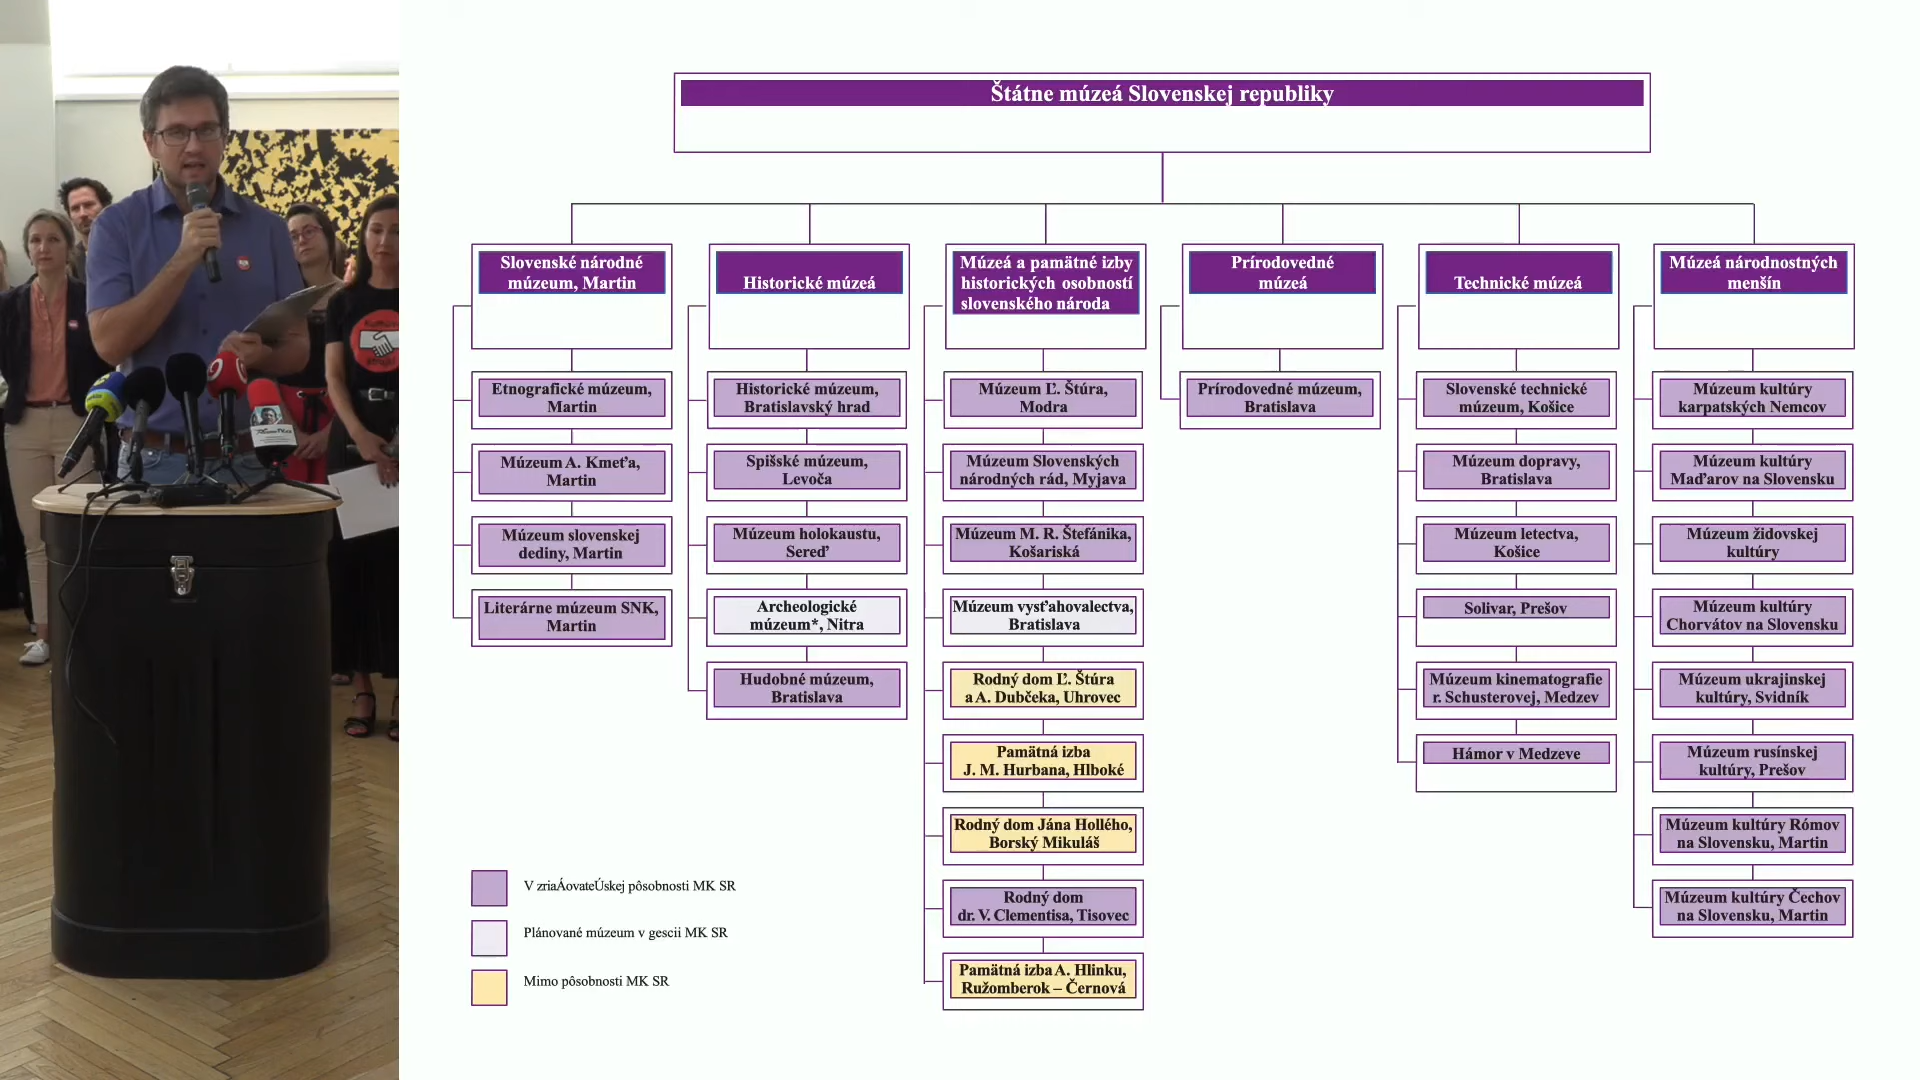 Štátne múzeá Slovenskej republiky
Slovenské národné
múzeum, Martin
Etnografické múzeum,
Martin
Múzeum A. Kmeťa,
Martin
Múzeum slovenskej
dediny, Martin
Literárne múzeum SNK,
Martin
Historické múzeá
Historické múzeum,
Bratislavský hrad
Spišské múzeum,
Levoča
Múzeum holokaustu,
Sereď
Archeologické
múzeum*, Nitra
Hudobné múzeum,
Bratislava
Múzeá a pamätné izby
historických osobností
slovenského národa
Múzeum Ľ. Štúra,
Modra
Múzeum Slovenských
národných rád, Myjava
Múzeum M. R. Štefánika,
Košariská
Múzeum vysťahovalectva,
Bratislava
Rodný dom Ľ. Štúra
a A. Dubčeka, Uhrovec
Pamätná izba
J. M. Hurbana, Hlboké
Rodný dom Jána Hollého,
Borský Mikuláš
Rodný dom
dr. V. Clementisa, Tisovec
Pamätná izba A. Hlinku,
Ružomberok – Černová
Prírodovedné
múzeá
Prírodovedné múzeum,
Bratislava
Technické múzeá
Slovenské technické
múzeum, Košice
Múzeum dopravy,
Bratislava
Múzeum letectva,
Košice
Solivar, Prešov
Múzeum kinematografie
r. Schusterovej, Medzev
Hámor v Medzeve
Múzeá národnostných
menšín
Múzeum kultúry
karpatských Nemcov
Múzeum kultúry
Maďarov na Slovensku
Múzeum židovskej
kultúry
Múzeum kultúry
Chorvátov na Slovensku
Múzeum ukrajinskej
kultúry, Svidník
Múzeum rusínskej
kultúry, Prešov
Múzeum kultúry Rómov
na Slovensku, Martin
Múzeum kultúry Čechov
na Slovensku, Martin
V zriaÁovateÚskej pôsobnosti MK SR
Plánované múzeum v gescii MK SR
Mimo pôsobnosti MK SR